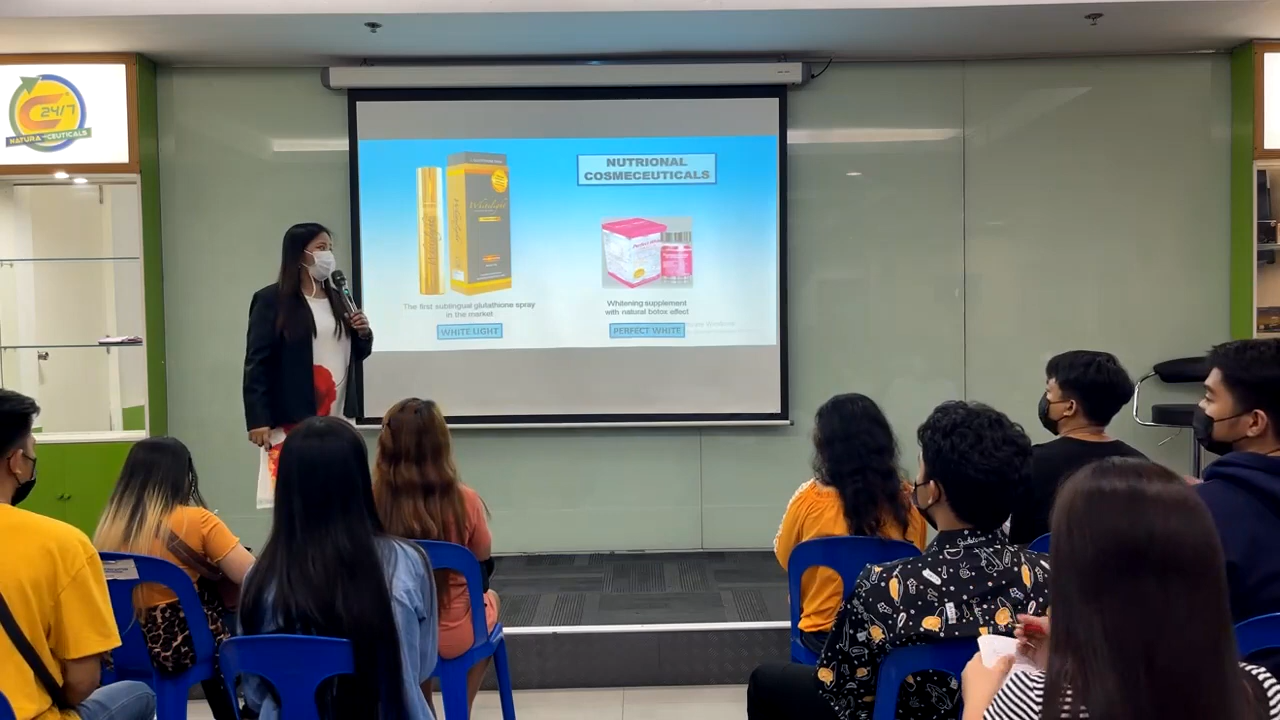 24/7
NATURA CEUTICALS
NUTRIONAL
COSMECEUTICALS
Whitelight
The first sublingual glutathione spray
in the market
WHITE LIGHT
Whitening supplement
with natural botox effect
PERFECT WHITE